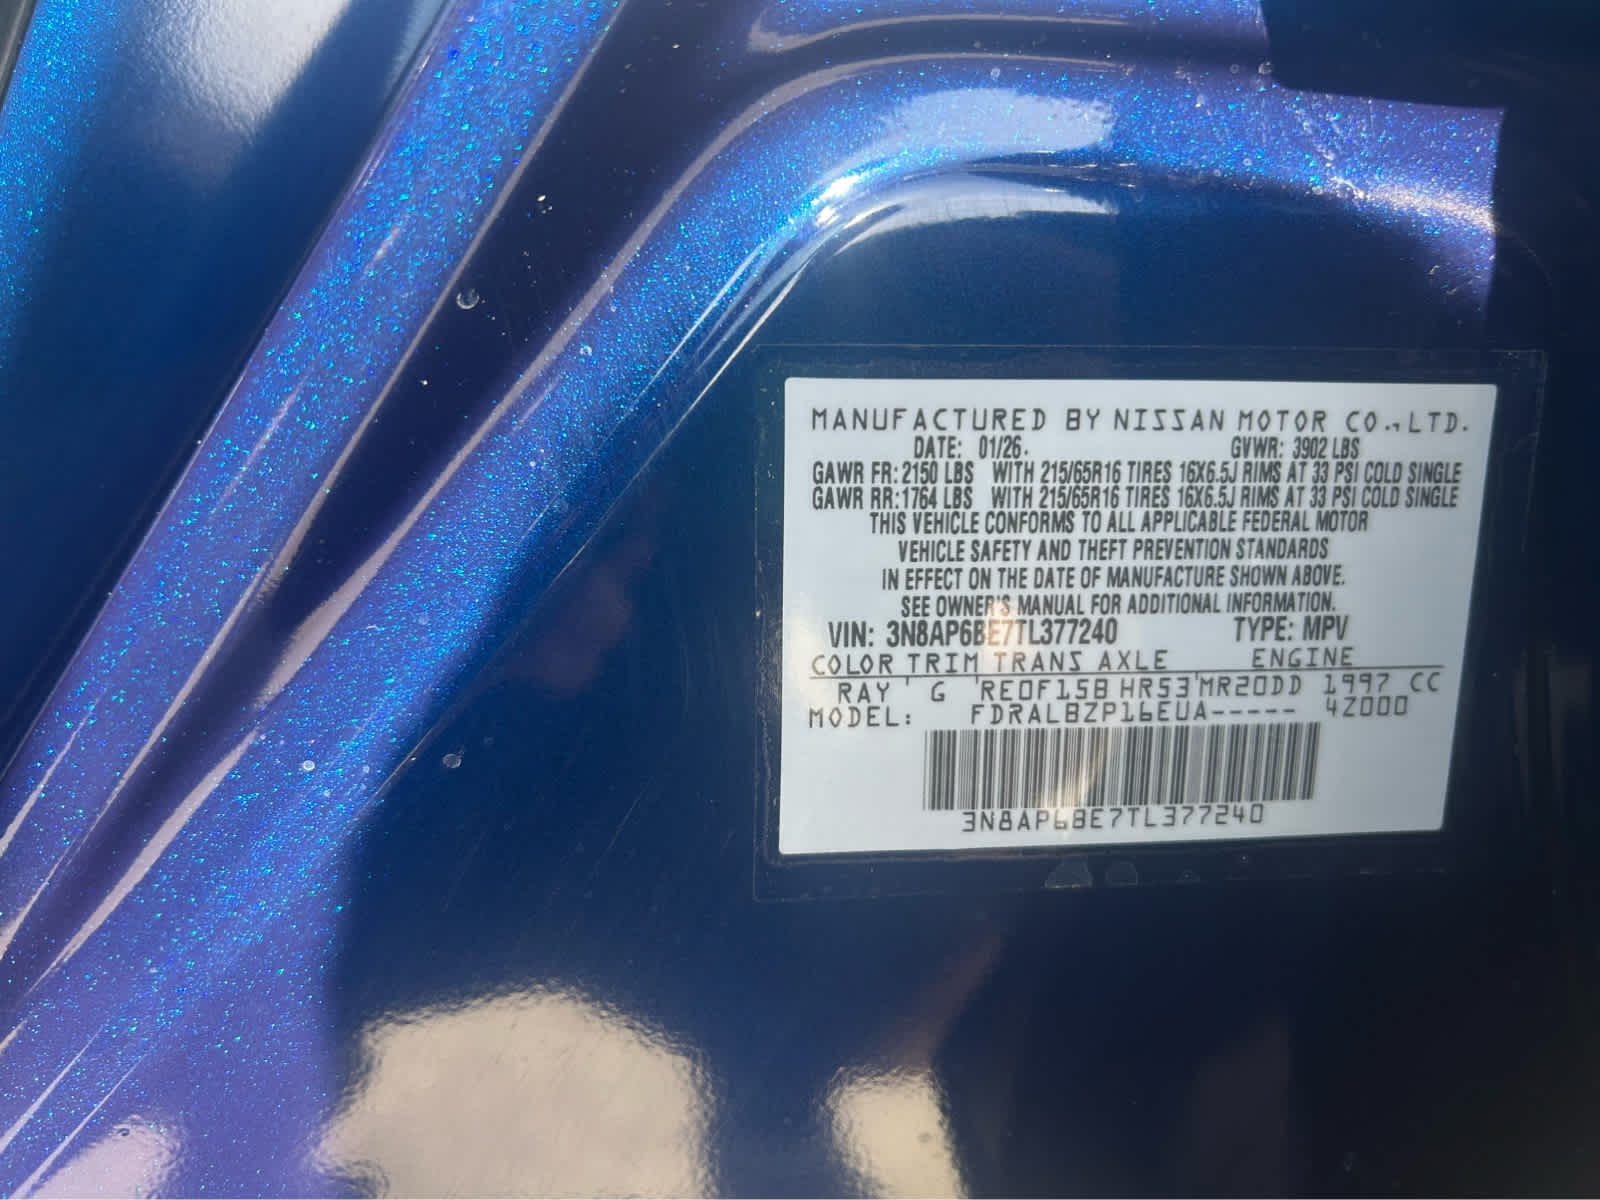 MANUFACTURED BY NISSAN MOTOR CO.,LTD.
DATE: 01/26. GVWR: 3902 LBS
GAWR FR: 2150 LBS WITH 215/65R16 TIRES 16X6.5J RIMS AT 33 PSI COLD SINGLE
GAWR RR: 1764 LBS WITH 215/65R16 TIRES 16X6.5J RIMS AT 33 PSI COLD SINGLE
THIS VEHICLE CONFORMS TO ALL APPLICABLE FEDERAL MOTOR
VEHICLE SAFETY AND THEFT PREVENTION STANDARDS
IN EFFECT ON THE DATE OF MANUFACTURE SHOWN ABOVE.
SEE OWNER'S MANUAL FOR ADDITIONAL INFORMATION.
VIN: 3N8AP6BE7TL377240 TYPE: MPV
COLOR TRIM TRANS AXLE ENGINE
RAY ' G 'RE0F15B HR53'MR20DD 1997 CC
MODEL: FDRALBZP16EUA----- 4Z000
3N8AP6BE7TL377240